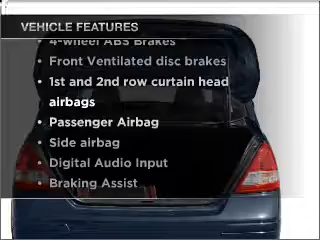 VEHICLE FEATURES
• 4-wheel ABS Brakes
• Front Ventilated disc brakes
• 1st and 2nd row curtain head
airbags
• Passenger Airbag
• Side airbag
• Digital Audio Input
• Braking Assist